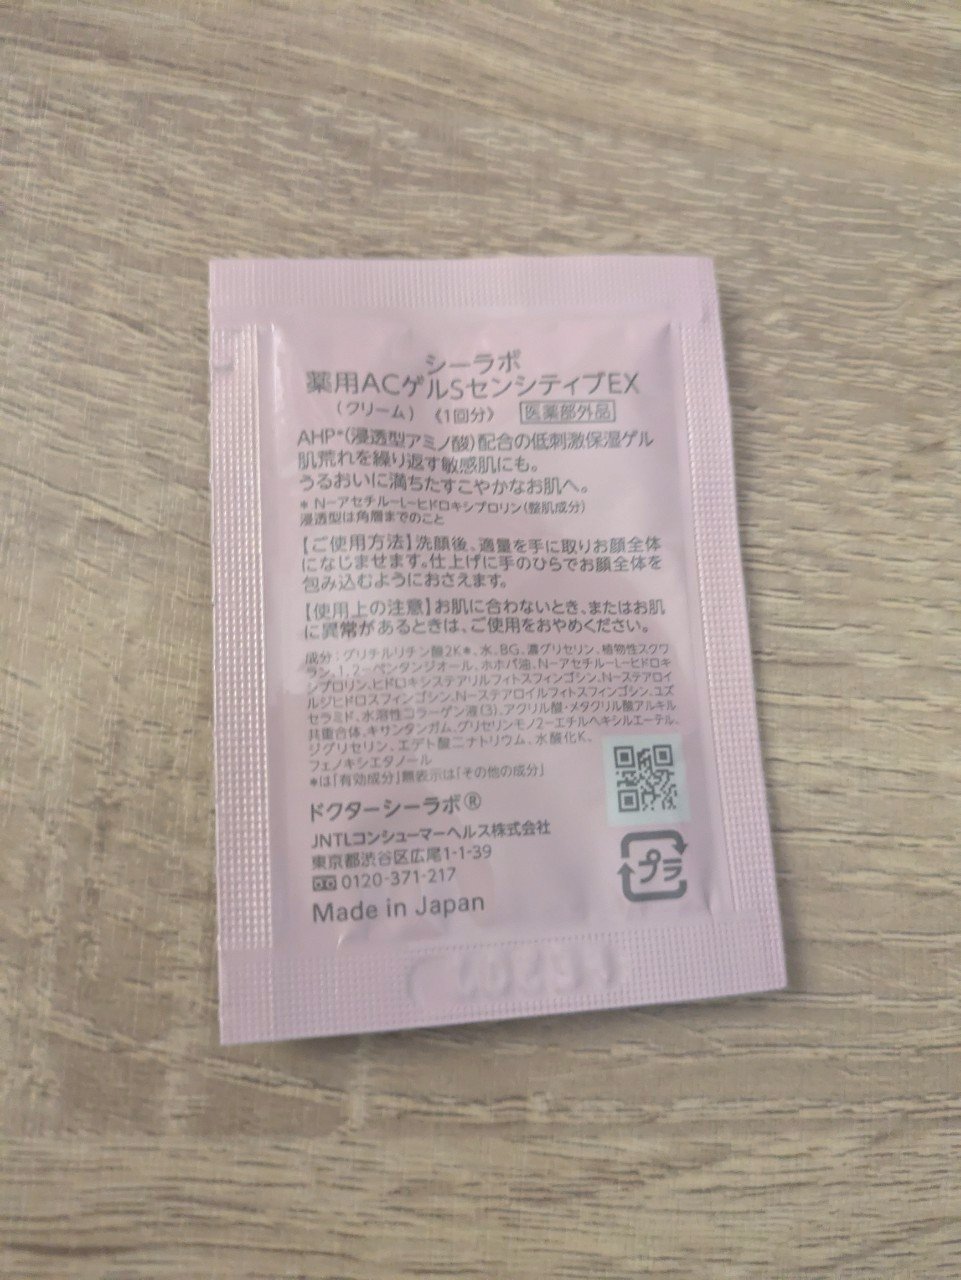 シーラボ
薬用ACゲルSセンシティブEX
（クリーム）《1回分》 医薬部外品
AHP*(浸透型アミノ酸)配合の低刺激保湿ゲル
肌荒れを繰り返す敏感肌にも。
うるおいに満ちたすこやかなお肌へ。
* N-アセチル-L-ヒドロキシプロリン(整肌成分)
浸透型は角層までのこと
【ご使用方法】洗顔後、適量を手に取りお顔全体
になじませます。仕上げに手のひらでお顔全体を
包み込むようにおさえます。
【使用上の注意】お肌に合わないとき、またはお肌
に異常があるときは、ご使用をおやめください。
成分：グリチルリチン酸2K*、水、BG、濃グリセリン、植物性スクワ
ラン、1，2-ペンタンジオール、ホホバ油、N-アセチル-L-ヒドロキ
シプロリン、ヒドロキシステアリルフィトスフィンゴシン、N-ステアロイ
ルジヒドロスフィンゴシン、N-ステアロイルフィトスフィンゴシン、ユズ
セラミド、水溶性コラーゲン液(3)、アクリル酸・メタクリル酸アルキル
共重合体、キサンタンガム、グリセリンモノ2-エチルヘキシルエーテル、
ジグリセリン、エデト酸二ナトリウム、水酸化K、
フェノキシエタノール
*は「有効成分」無表示は「その他の成分」
ドクターシーラボ®
JNTLコンシューマーヘルス株式会社
東京都渋谷区広尾1-1-39
0120-371-217
Made in Japan
プラ